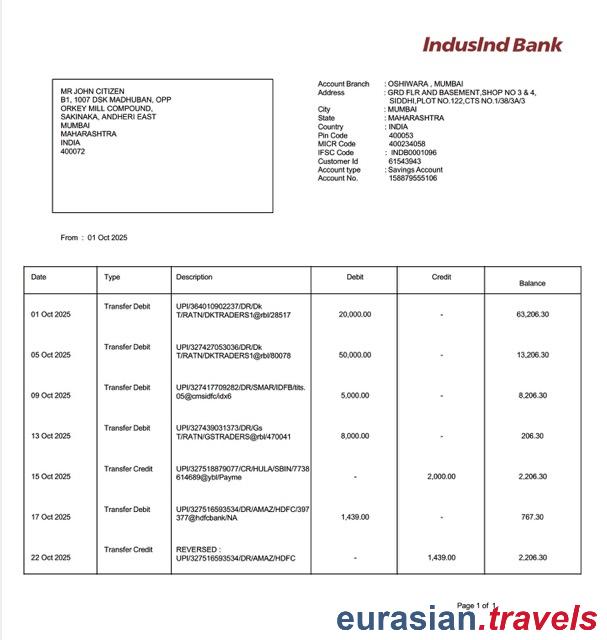 IndusInd Bank
MR JOHN CITIZEN
B1, 1007 DSK MADHUBAN, OPP
ORKEY MILL COMPOUND,
SAKINAKA, ANDHERI EAST
MUMBAI
MAHARASHTRA
INDIA
400072
Account Branch : OSHIWARA , MUMBAI
Address : GRD FLR AND BASEMENT,SHOP NO 3 & 4,
SIDDHI,PLOT NO.122,CTS NO.1/38/3A/3
City : MUMBAI
State : MAHARASHTRA
Country : INDIA
Pin Code 400053
MICR Code 400234058
IFSC Code : INDB0001096
Customer Id 61543943
Account type : Savings Account
Account No. 158879555106
From : 01 Oct 2025
Date Type Description Debit Credit Balance
01 Oct 2025 Transfer Debit UPI/364010902237/DR/Dk 20,000.00 - 63,206.30
T/RATN/DKTRADERS1@rbl/28517
05 Oct 2025 Transfer Debit UPI/327427053036/DR/Dk 50,000.00 - 13,206.30
T/RATN/DKTRADERS1@rbl/80078
09 Oct 2025 Transfer Debit UPI/327417709282/DR/SMAR/IDFB/tits. 5,000.00 - 8,206.30
05@cmsidfc/idx6
13 Oct 2025 Transfer Debit UPI/327439031373/DR/Gs 8,000.00 - 206.30
T/RATN/GSTRADERS@rbl/470041
15 Oct 2025 Transfer Credit UPI/327518879077/CR/HULA/SBIN/7738 - 2,000.00 2,206.30
614689@ybl/Payme
17 Oct 2025 Transfer Debit UPI/327516593534/DR/AMAZ/HDFC/397 1,439.00 - 767.30
377@hdfcbank/NA
22 Oct 2025 Transfer Credit REVERSED : - 1,439.00 2,206.30
UPI/327516593534/DR/AMAZ/HDFC
Page 1 of 1
eurasian.travels